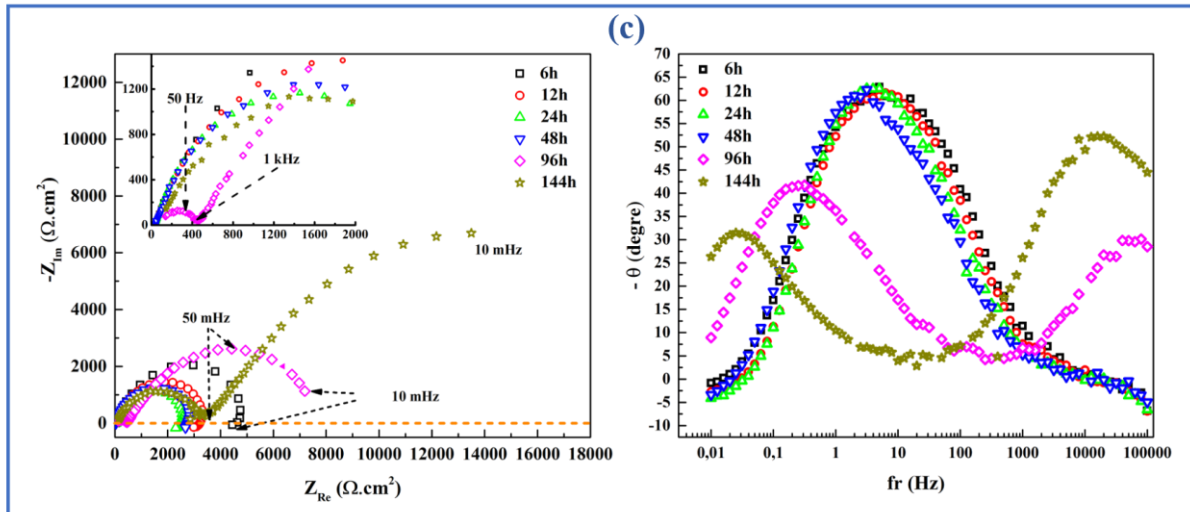 (c)
-Z_Im (Ω.cm²)
12000
10000
8000
6000
4000
2000
0
0 2000 4000 6000 8000 10000 12000 14000 16000 18000
Z_Re (Ω.cm²)
1200
900
600
300
0
0 400 800 1200 1600 2000
50 Hz
1 kHz
6h
12h
24h
48h
96h
144h
10 mHz
50 mHz
10 mHz
- θ (degre)
70
65
60
55
50
45
40
35
30
25
20
15
10
5
0
-5
-10
0,01 0,1 1 10 100 1000 10000 100000
fr (Hz)
6h
12h
24h
48h
96h
144h